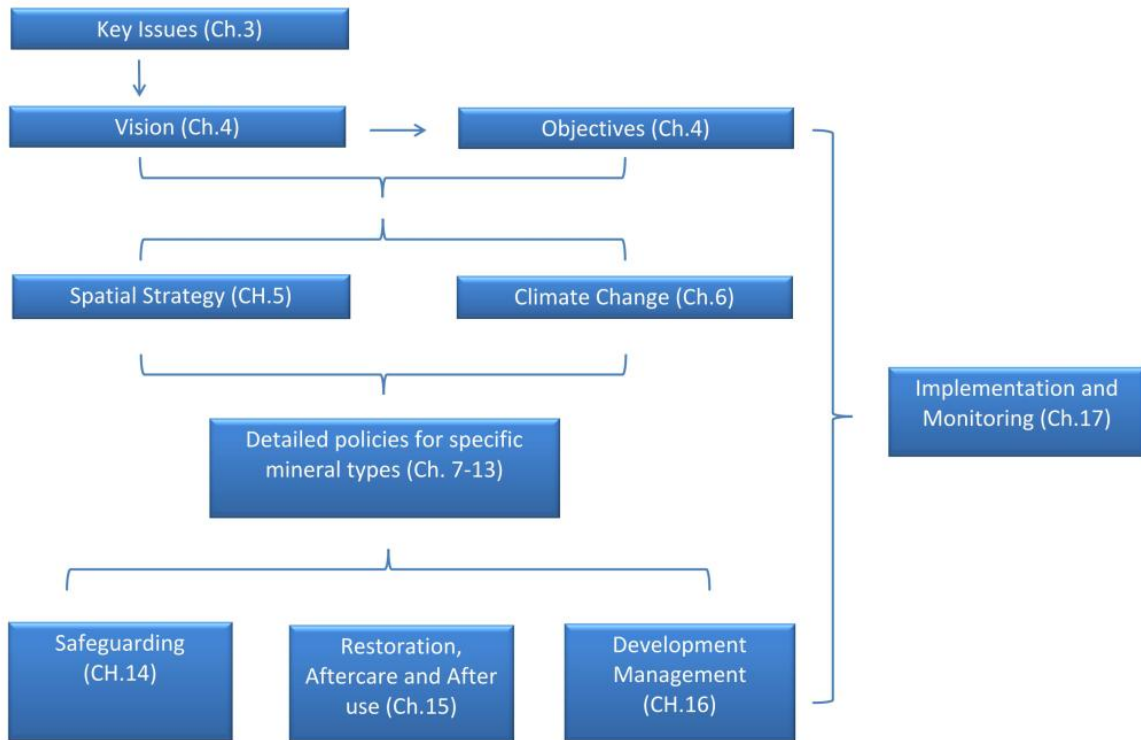 Key Issues (Ch.3)
Vision (Ch.4)
Objectives (Ch.4)
Spatial Strategy (CH.5)
Climate Change (Ch.6)
Implementation and
Monitoring (Ch.17)
Detailed policies for specific
mineral types (Ch. 7-13)
Safeguarding
(CH.14)
Restoration,
Aftercare and After
use (Ch.15)
Development
Management
(CH.16)